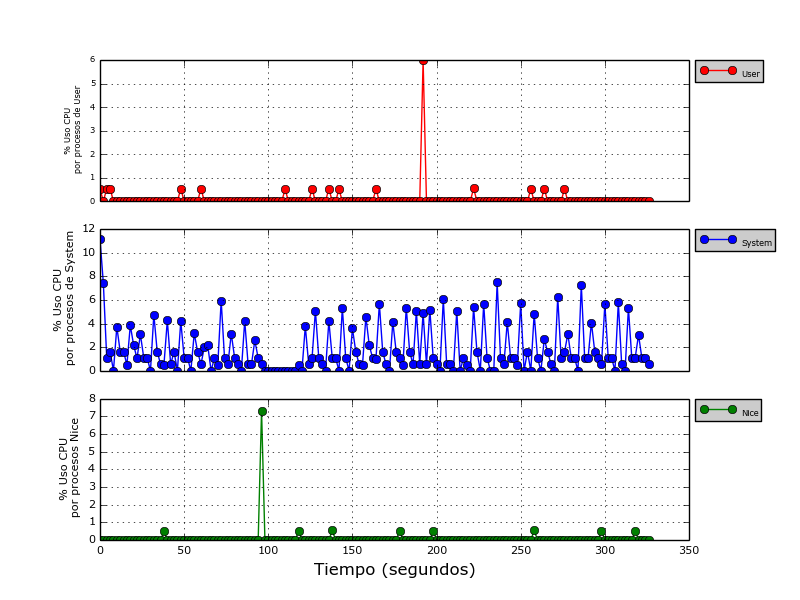 6
5
4
3
2
1
0
% Uso CPU
por procesos de User
User
12
10
8
6
4
2
0
% Uso CPU
por procesos de System
System
8
7
6
5
4
3
2
1
0
% Uso CPU
por procesos Nice
Nice
0 50 100 150 200 250 300 350
Tiempo (segundos)